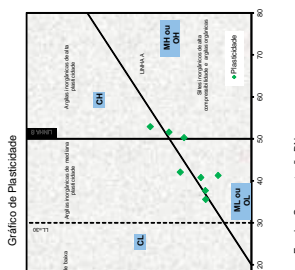 Gráfico de Plasticidade
Argilas inorgânicas de alta
plasticidade
CH
LINHA A
MH ou
OH
Siltes inorgânicos de alta
compressibilidade e argilas orgânicas
Plasticidade
LINHA B
Argilas inorgânicas de mediana
plasticidade
LL=30
de baixa
CL
ML ou
OL
20
30
40
50
60
70
80